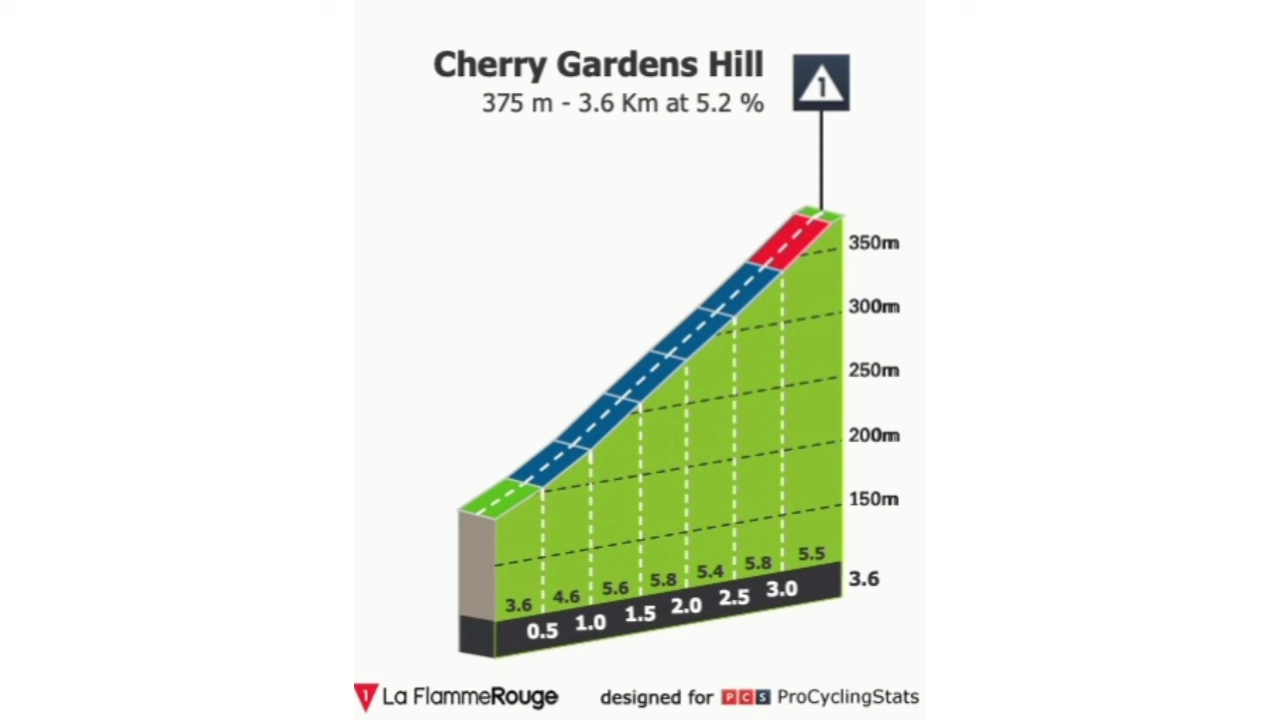 Cherry Gardens Hill
375 m - 3.6 Km at 5.2 %
1
350m
300m
250m
200m
150m
3.6 4.6 5.6 5.8 5.4 5.8 5.5
0.5 1.0 1.5 2.0 2.5 3.0 3.6
1 La FlammeRouge designed for PCS ProCyclingStats